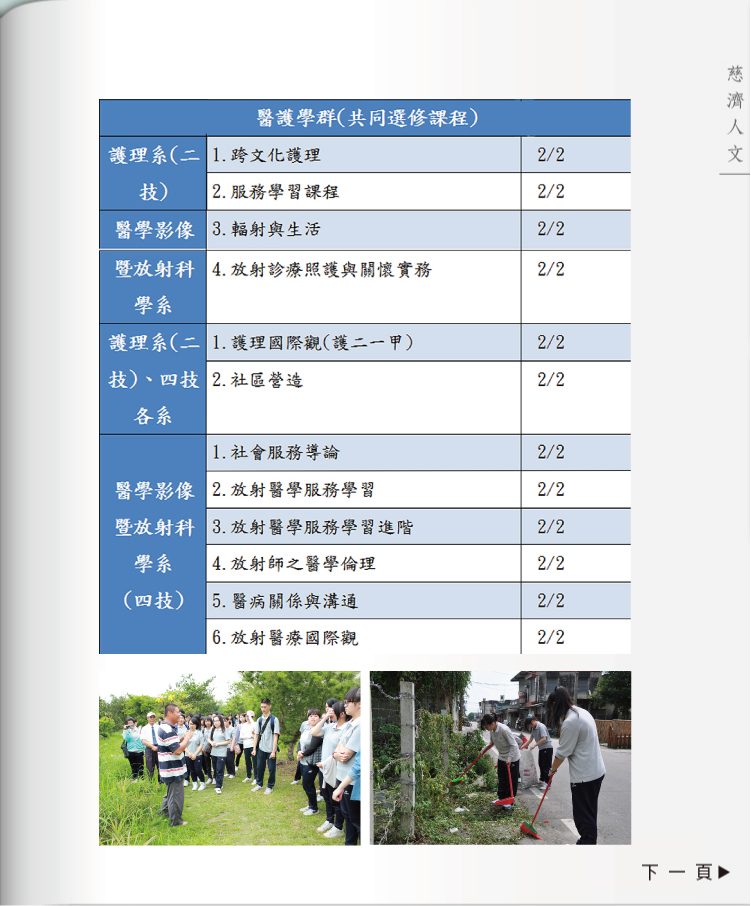 慈濟人文
醫護學群(共同選修課程)
護理系(二
技)
1.跨文化護理 2/2
2.服務學習課程 2/2
醫學影像
暨放射科
學系
3.輻射與生活 2/2
4.放射診療照護與關懷實務 2/2
護理系(二
技)、四技
各系
1.護理國際觀(護二一甲) 2/2
2.社區營造 2/2
醫學影像
暨放射科
學系
(四技)
1.社會服務導論 2/2
2.放射醫學服務學習 2/2
3.放射醫學服務學習進階 2/2
4.放射師之醫學倫理 2/2
5.醫病關係與溝通 2/2
6.放射醫療國際觀 2/2
下一頁▶